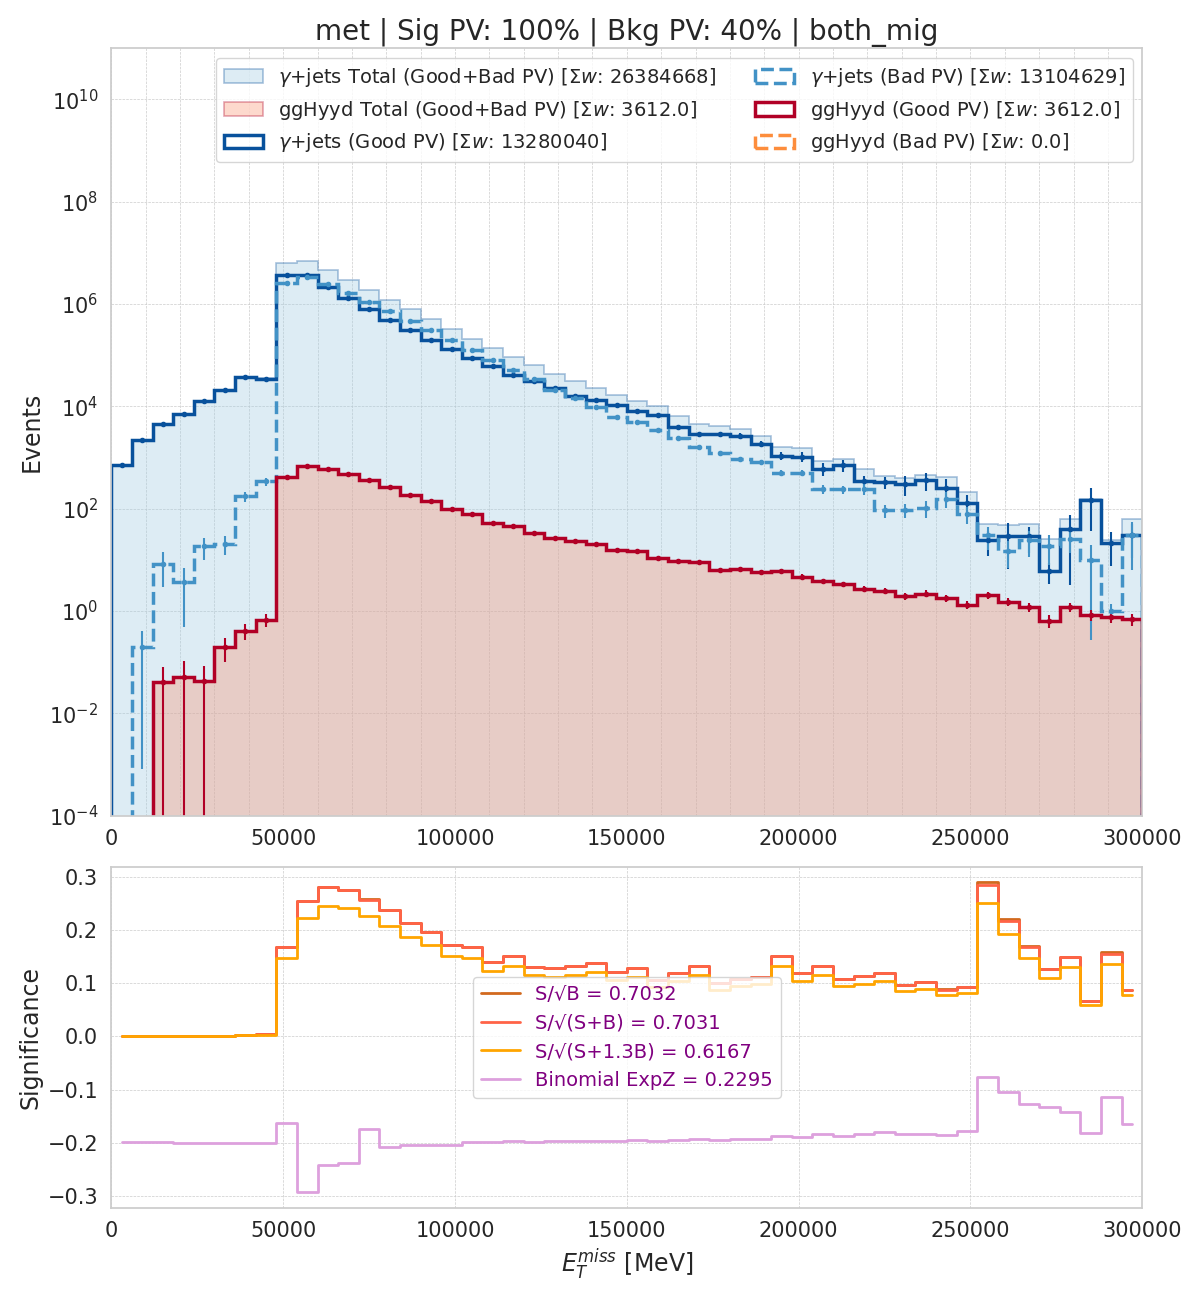 met | Sig PV: 100% | Bkg PV: 40% | both_mig
γ+jets Total (Good+Bad PV) [Σw: 26384668]
ggHyyd Total (Good+Bad PV) [Σw: 3612.0]
γ+jets (Good PV) [Σw: 13280040]
γ+jets (Bad PV) [Σw: 13104629]
ggHyyd (Good PV) [Σw: 3612.0]
ggHyyd (Bad PV) [Σw: 0.0]
Events
10^10
10^8
10^6
10^4
10^2
10^0
10^−2
10^−4
0 50000 100000 150000 200000 250000 300000
Significance
0.3
0.2
0.1
0.0
−0.1
−0.2
−0.3
S/√B = 0.7032
S/√(S+B) = 0.7031
S/√(S+1.3B) = 0.6167
Binomial ExpZ = 0.2295
0 50000 100000 150000 200000 250000 300000
E_T^miss [MeV]